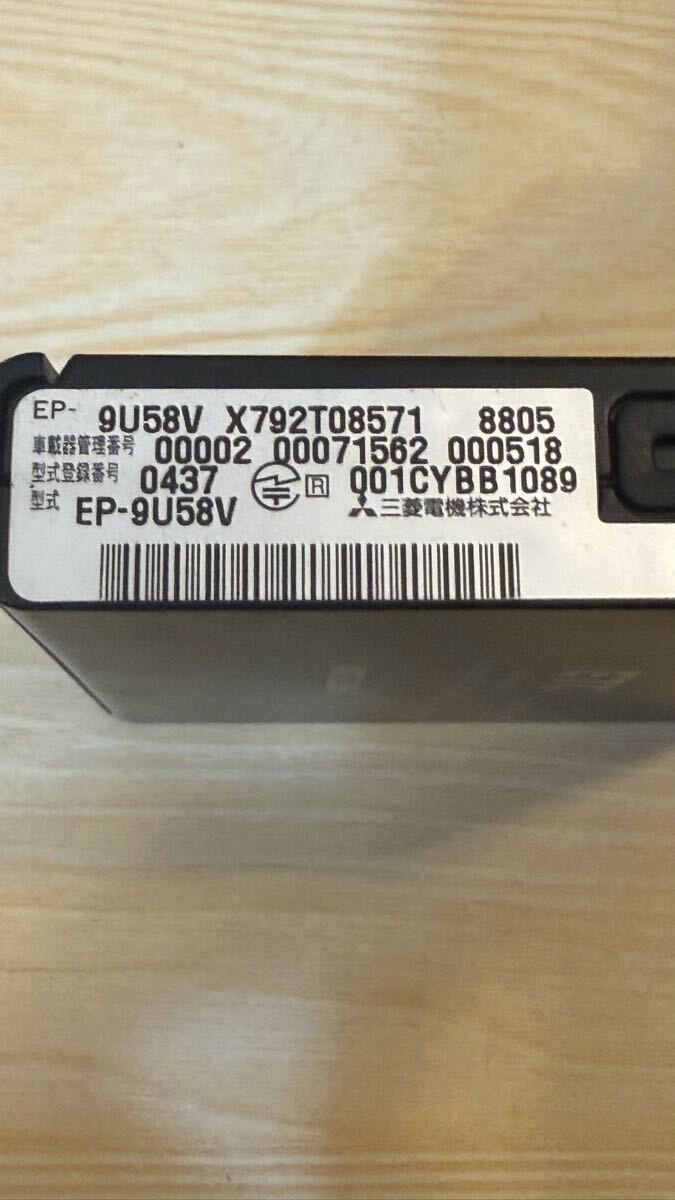 EP- 9U58V X792T08571 8805
車載器管理番号 00002 00071562 000518
型式登録番号 0437 R 001CYBB1089
型式 EP-9U58V 三菱電機株式会社